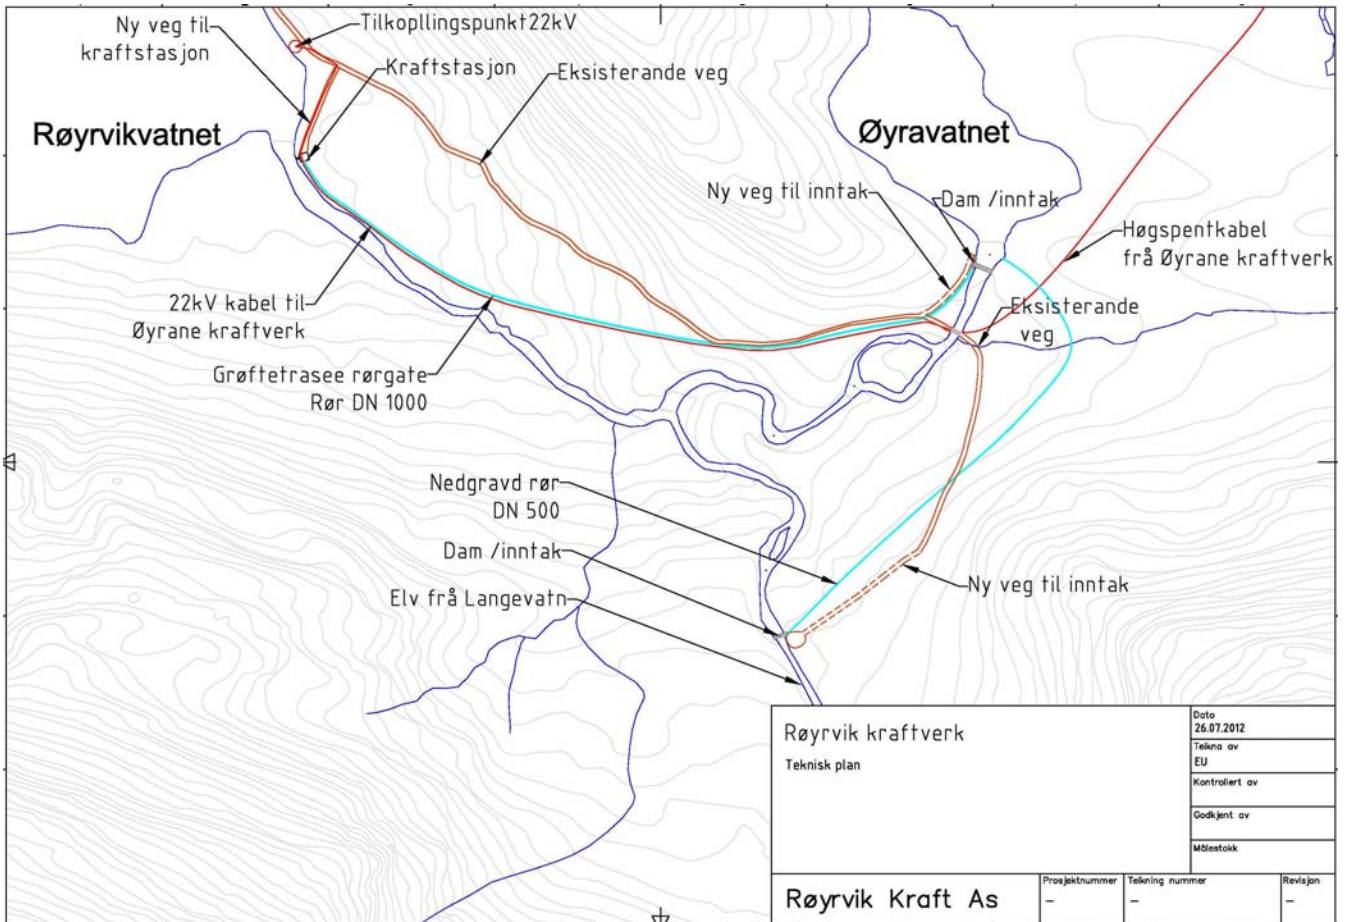 Ny veg til
kraftstasjon
Tilkopllingspunkt22kV
Kraftstasjon
Eksisterande veg
Røyrvikvatnet
Øyravatnet
Ny veg til inntak
Dam /inntak
Høgspentkabel
frå Øyrane kraftverk
22kV kabel til
Øyrane kraftverk
Eksisterande
veg
Grøftetrasee rørgate
Rør DN 1000
Nedgravd rør
DN 500
Dam /inntak
Elv frå Langevatn
Ny veg til inntak
Røyrvik kraftverk
Teknisk plan
Dato
26.07.2012
Teikna av
EU
Kontrollert av
Godkjent av
Målestokk
Røyrvik Kraft As
Prosjektnummer
-
Teikning nummer
-
Revisjon
-